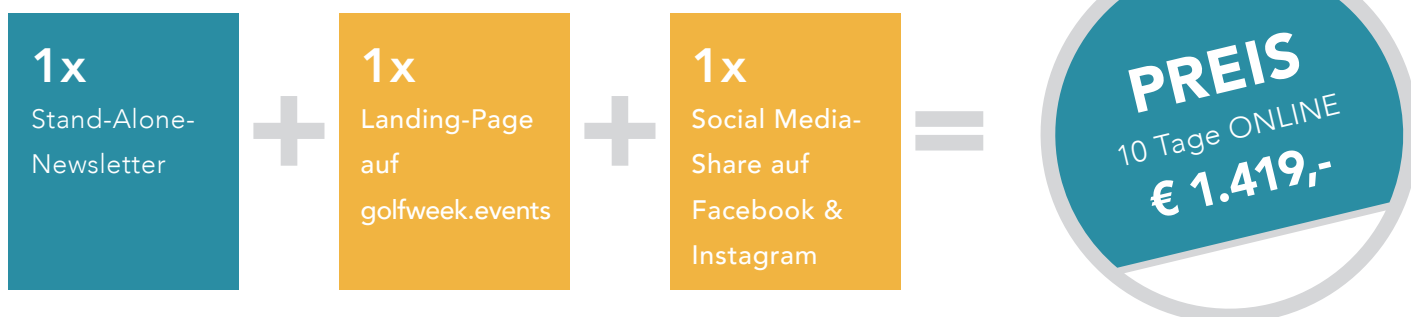 1x
Stand-Alone-
Newsletter
+
1x
Landing-Page
auf
golfweek.events
+
1x
Social Media-
Share auf
Facebook &
Instagram
=
PREIS
10 Tage ONLINE
€ 1.419,-